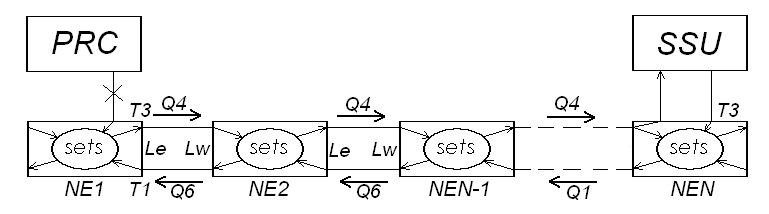 PRC
SSU
T3 Q4 Q4 Q4 T3
sets sets sets sets
Le Lw Le Lw
NE1 T1 Q6 NE2 Q6 NEN-1 Q1 NEN